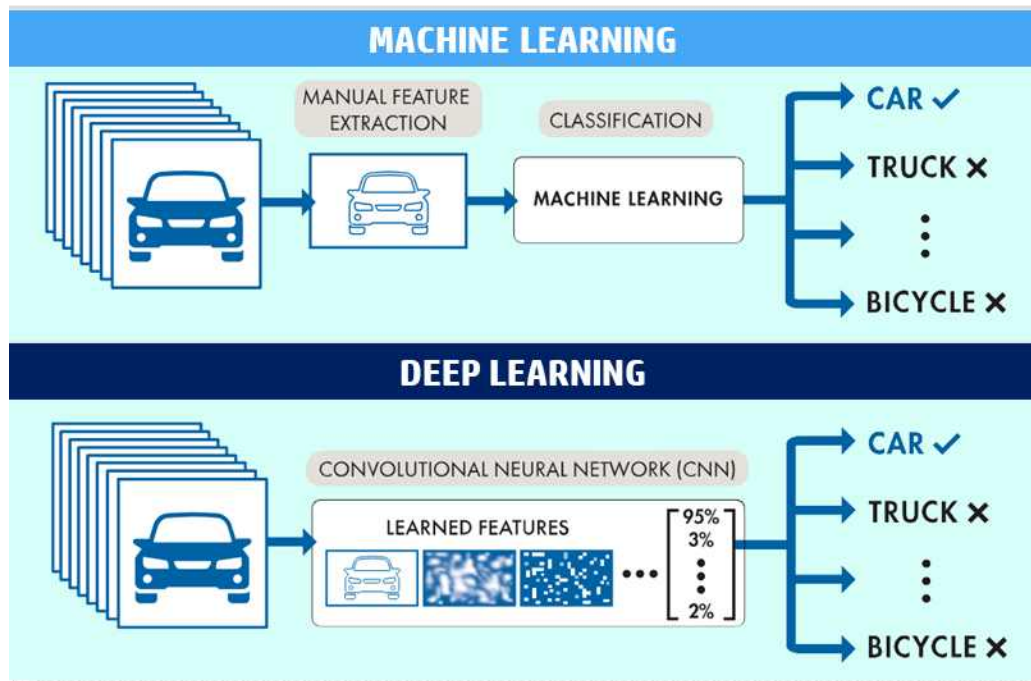 MACHINE LEARNING
MANUAL FEATURE
EXTRACTION
CLASSIFICATION
MACHINE LEARNING
CAR ✓
TRUCK ×
⋮
BICYCLE ×
DEEP LEARNING
CONVOLUTIONAL NEURAL NETWORK (CNN)
LEARNED FEATURES
•••
95%
3%
⋮
2%
CAR ✓
TRUCK ×
⋮
BICYCLE ×